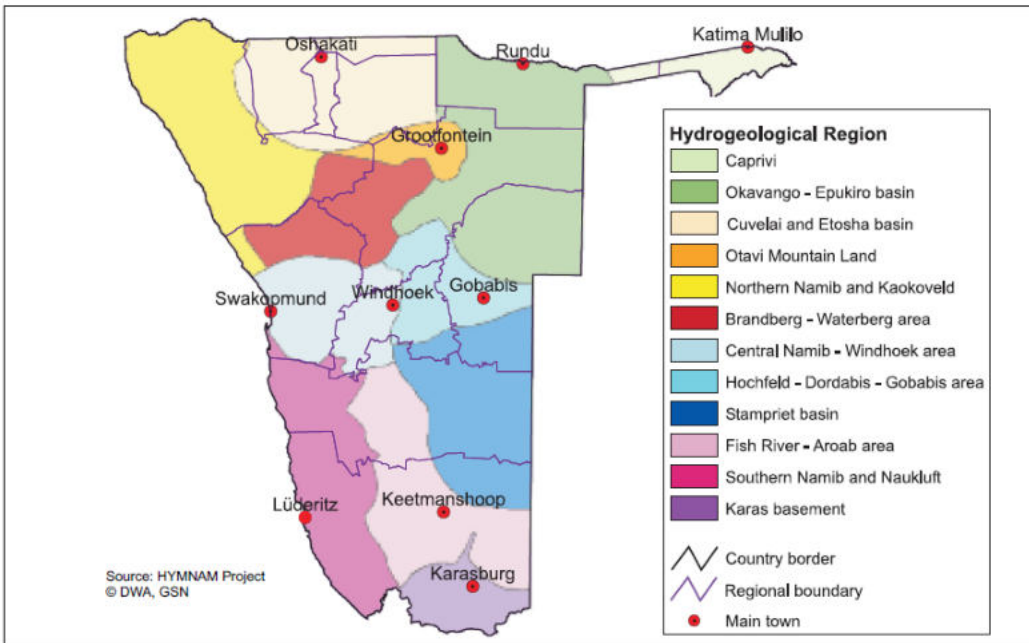 Oshakati
Rundu
Katima Mulilo
Grootfontein
Swakopmund
Windhoek
Gobabis
Lüderitz
Keetmanshoop
Karasburg
Source: HYMNAM Project
© DWA, GSN
Hydrogeological Region
Caprivi
Okavango - Epukiro basin
Cuvelai and Etosha basin
Otavi Mountain Land
Northern Namib and Kaokoveld
Brandberg - Waterberg area
Central Namib - Windhoek area
Hochfeld - Dordabis - Gobabis area
Stampriet basin
Fish River - Aroab area
Southern Namib and Naukluft
Karas basement
Country border
Regional boundary
Main town